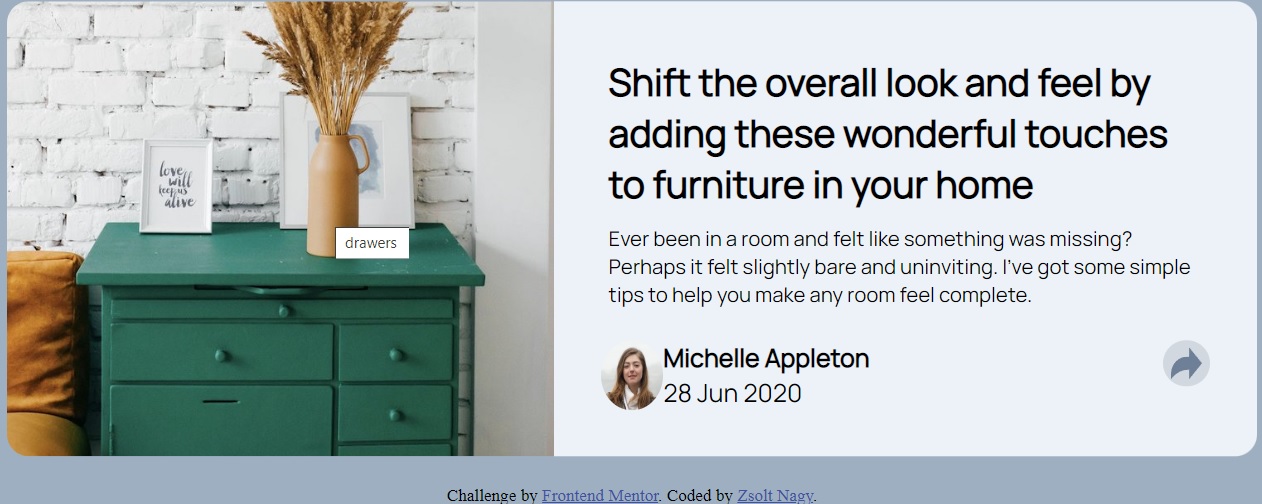 love
will
keep us
alive
drawers
Shift the overall look and feel by
adding these wonderful touches
to furniture in your home
Ever been in a room and felt like something was missing?
Perhaps it felt slightly bare and uninviting. I've got some simple
tips to help you make any room feel complete.
Michelle Appleton
28 Jun 2020
Challenge by Frontend Mentor. Coded by Zsolt Nagy.